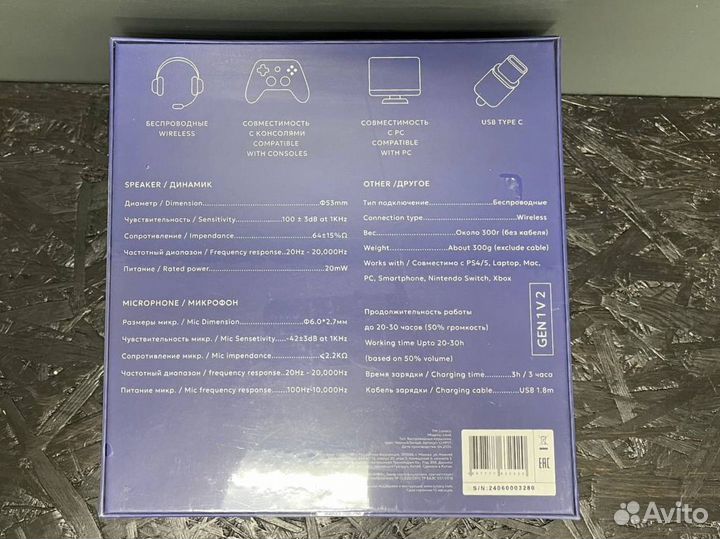 БЕСПРОВОДНЫЕ
WIRELESS
СОВМЕСТИМОСТЬ
С КОНСОЛЯМИ
COMPATIBLE
WITH CONSOLES
СОВМЕСТИМОСТЬ
С PC
COMPATIBLE
WITH PC
USB TYPE C
SPEAKER / ДИНАМИК
Диаметр / Dimension Φ53mm
Чувствительность / Sensitivity 100 ± 3dB at 1KHz
Сопротивление / Impendance 64±15%Ω
Частотный диапазон / Frequency response 20Hz - 20,000Hz
Питание / Rated power 20mW
MICROPHONE / МИКРОФОН
Размеры микр. / Mic Dimension Φ6.0*2.7мм
Чувствительность микр. / Mic Sensetivity -42±3dB at 1KHz
Сопротивление микр. / Mic impendance <2.2KΩ
Частотный диапазон / frequency response 20Hz - 20,000Hz
Питание микр. / Mic frequency response 100Hz-10,000Hz
OTHER /ДРУГОЕ
Тип подключение Беспроводные
Connection type Wireless
Вес Около 300г (без кабеля)
Weight About 300g (exclude cable)
Works with / Совместимо с PS4/5, Laptop, Mac,
PC, Smartphone, Nintendo Switch, Xbox
Продолжительность работы
до 20-30 часов (50% громкость)
Working time Upto 20-30h
(based on 50% volume)
Время зарядки / Charging time 3h / 3 часа
Кабель зарядки / Charging cable USB 1.8m
GEN 1 V 2
EAC
S/N: 24060003280
Avito